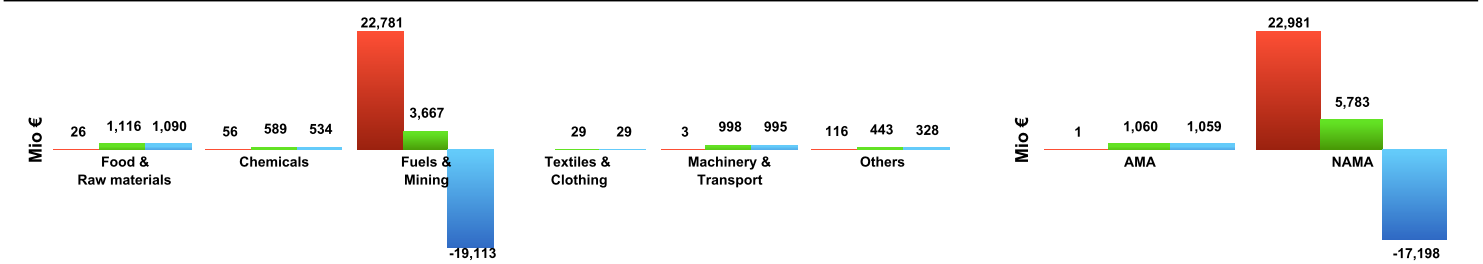 22,781
3,667
26 1,116 1,090
56 589 534
29 29
3 998 995
116 443 328
-19,113
Mio €
Food &
Raw materials
Chemicals
Fuels &
Mining
Textiles &
Clothing
Machinery &
Transport
Others
22,981
5,783
1 1,060 1,059
-17,198
Mio €
AMA
NAMA